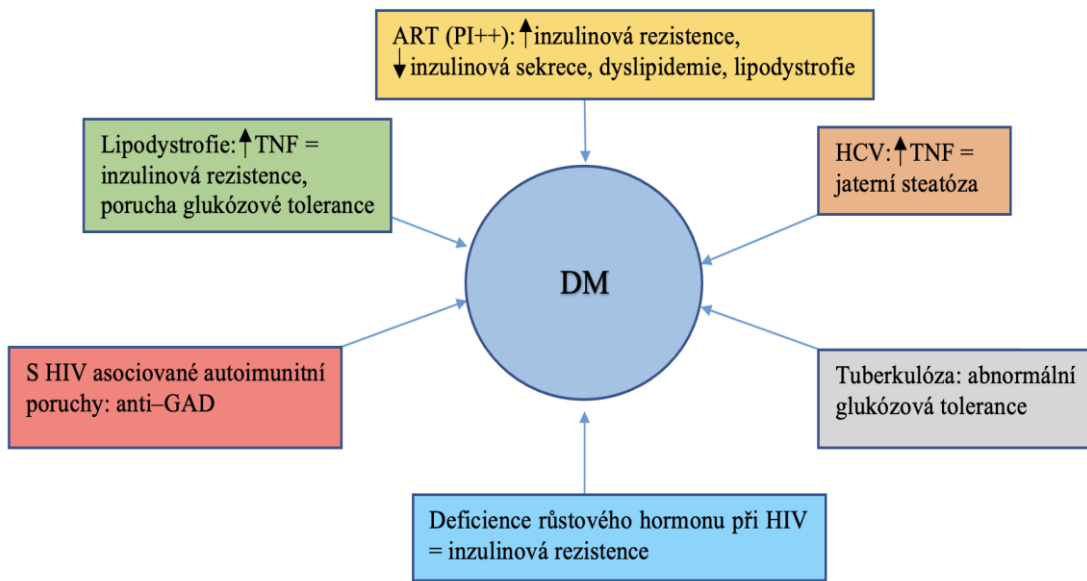 ART (PI++): ↑inzulinová rezistence,
↓ inzulinová sekrece, dyslipidemie, lipodystrofie
Lipodystrofie:↑TNF =
inzulinová rezistence,
porucha glukózové tolerance
HCV:↑TNF =
jaterní steatóza
DM
S HIV asociované autoimunitní
poruchy: anti–GAD
Tuberkulóza: abnormální
glukózová tolerance
Deficience růstového hormonu při HIV
= inzulinová rezistence